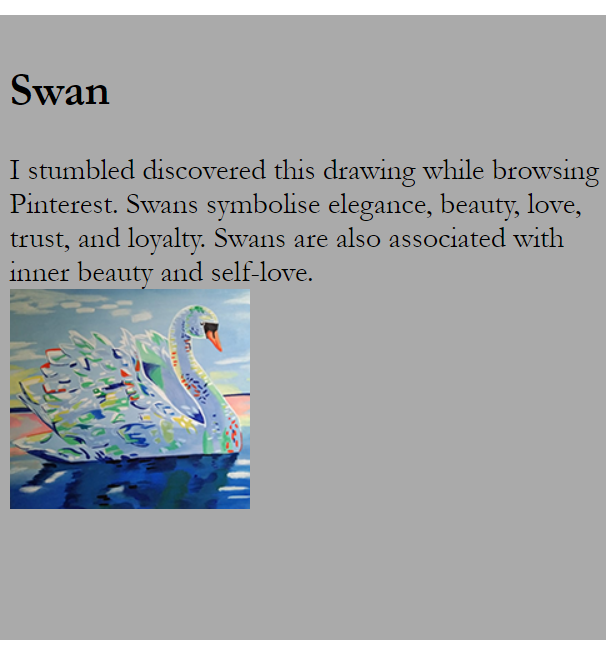 Swan
I stumbled discovered this drawing while browsing
Pinterest. Swans symbolise elegance, beauty, love,
trust, and loyalty. Swans are also associated with
inner beauty and self-love.